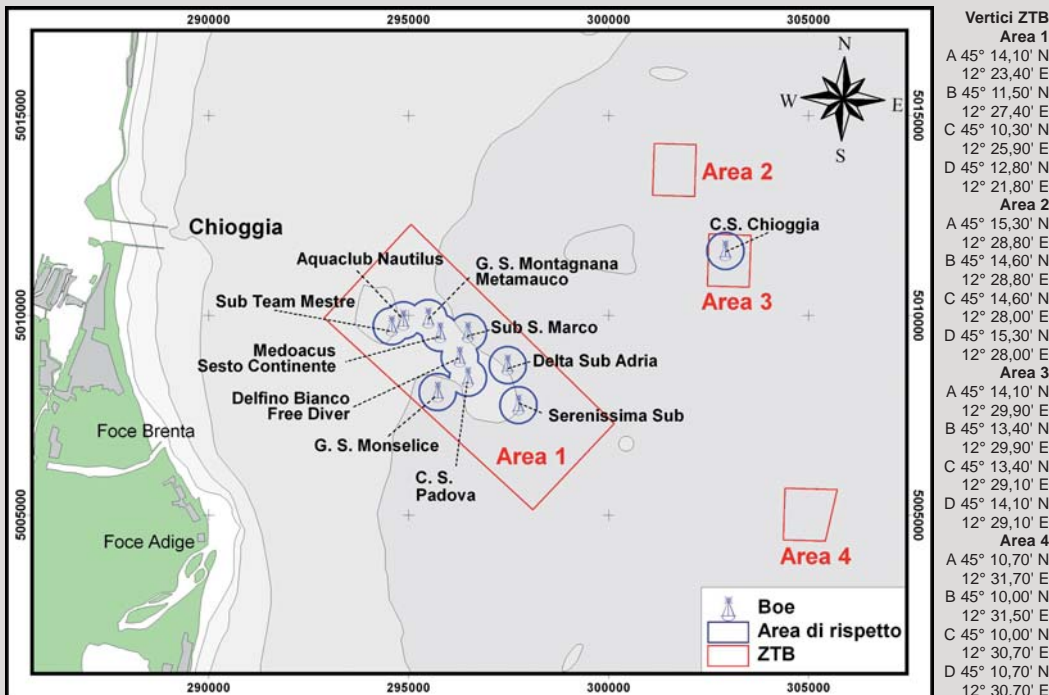 290000 295000 300000 305000
5015000
5010000
5005000
N
W E
S
Area 2
Chioggia
C.S. Chioggia
Aquaclub Nautilus
G. S. Montagnana
Metamauco
Area 3
Sub Team Mestre
Sub S. Marco
Medoacus
Sesto Continente
Delta Sub Adria
Delfino Bianco
Free Diver
Serenissima Sub
Foce Brenta
G. S. Monselice
Area 1
C. S.
Padova
Foce Adige
Area 4
Boe
Area di rispetto
ZTB
5015000
5010000
5005000
290000 295000 300000 305000
Vertici ZTB
Area 1
A 45° 14,10' N
12° 23,40' E
B 45° 11,50' N
12° 27,40' E
C 45° 10,30' N
12° 25,90' E
D 45° 12,80' N
12° 21,80' E
Area 2
A 45° 15,30' N
12° 28,80' E
B 45° 14,60' N
12° 28,80' E
C 45° 14,60' N
12° 28,00' E
D 45° 15,30' N
12° 28,00' E
Area 3
A 45° 14,10' N
12° 29,90' E
B 45° 13,40' N
12° 29,90' E
C 45° 13,40' N
12° 29,10' E
D 45° 14,10' N
12° 29,10' E
Area 4
A 45° 10,70' N
12° 31,70' E
B 45° 10,00' N
12° 31,50' E
C 45° 10,00' N
12° 30,70' E
D 45° 10,70' N
12° 30,70' E